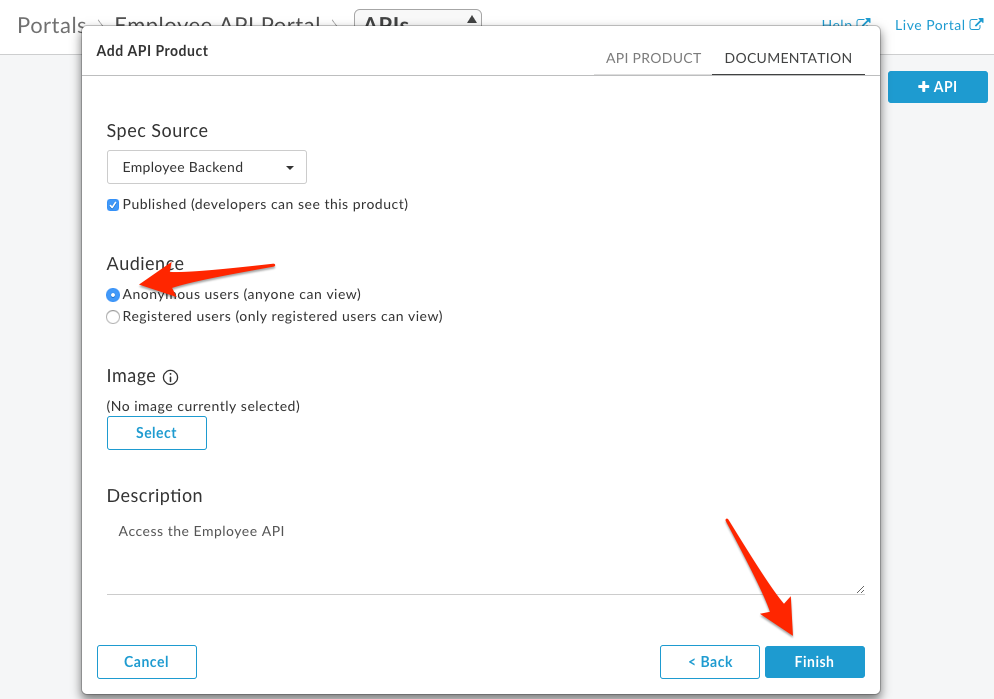 Portals > Employee API Portal > APIs
Help
Live Portal
Add API Product
API PRODUCT
DOCUMENTATION
+ API
Spec Source
Employee Backend
Published (developers can see this product)
Audience
Anonymous users (anyone can view)
Registered users (only registered users can view)
Image
(No image currently selected)
Select
Description
Access the Employee API
Cancel
< Back
Finish